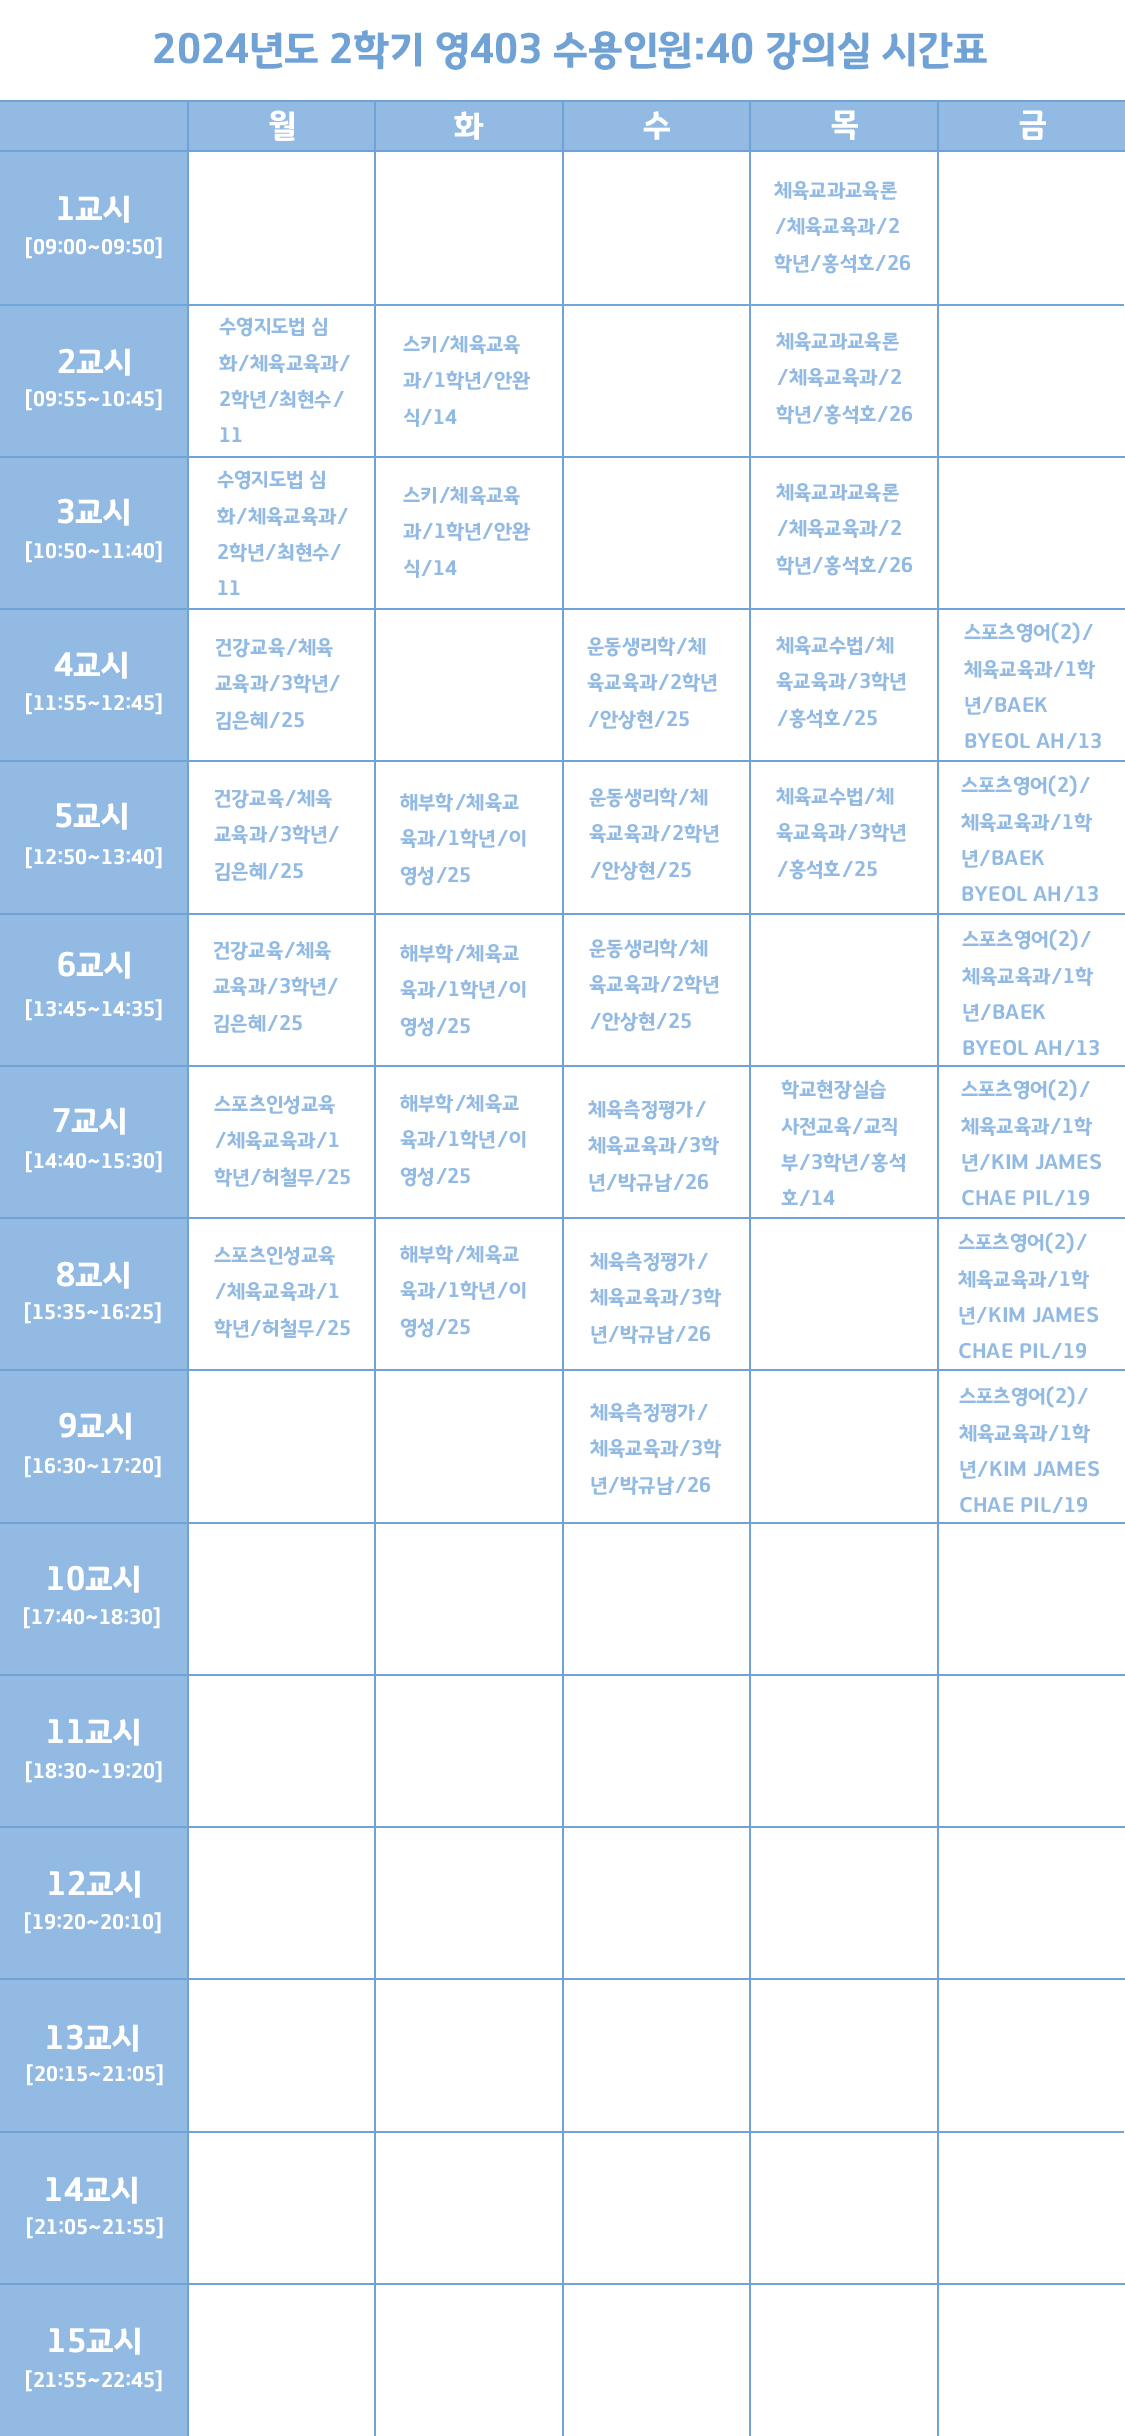 2024년도 2학기 영403 수용인원:40 강의실 시간표
월 화 수 목 금
1교시
[09:00~09:50]
체육교과교육론
/체육교육과/2
학년/홍석호/26
2교시
[09:55~10:45]
수영지도법 심
화/체육교육과/
2학년/최현수/
11
스키/체육교육
과/1학년/안완
식/14
체육교과교육론
/체육교육과/2
학년/홍석호/26
3교시
[10:50~11:40]
수영지도법 심
화/체육교육과/
2학년/최현수/
11
스키/체육교육
과/1학년/안완
식/14
체육교과교육론
/체육교육과/2
학년/홍석호/26
4교시
[11:55~12:45]
건강교육/체육
교육과/3학년/
김은혜/25
운동생리학/체
육교육과/2학년
/안상현/25
체육교수법/체
육교육과/3학년
/홍석호/25
스포츠영어(2)/
체육교육과/1학
년/BAEK
BYEOL AH/13
5교시
[12:50~13:40]
건강교육/체육
교육과/3학년/
김은혜/25
해부학/체육교
육과/1학년/이
영성/25
운동생리학/체
육교육과/2학년
/안상현/25
체육교수법/체
육교육과/3학년
/홍석호/25
스포츠영어(2)/
체육교육과/1학
년/BAEK
BYEOL AH/13
6교시
[13:45~14:35]
건강교육/체육
교육과/3학년/
김은혜/25
해부학/체육교
육과/1학년/이
영성/25
운동생리학/체
육교육과/2학년
/안상현/25
스포츠영어(2)/
체육교육과/1학
년/BAEK
BYEOL AH/13
7교시
[14:40~15:30]
스포츠인성교육
/체육교육과/1
학년/허철무/25
해부학/체육교
육과/1학년/이
영성/25
체육측정평가/
체육교육과/3학
년/박규남/26
학교현장실습
사전교육/교직
부/3학년/홍석
호/14
스포츠영어(2)/
체육교육과/1학
년/KIM JAMES
CHAE PIL/19
8교시
[15:35~16:25]
스포츠인성교육
/체육교육과/1
학년/허철무/25
해부학/체육교
육과/1학년/이
영성/25
체육측정평가/
체육교육과/3학
년/박규남/26
스포츠영어(2)/
체육교육과/1학
년/KIM JAMES
CHAE PIL/19
9교시
[16:30~17:20]
체육측정평가/
체육교육과/3학
년/박규남/26
스포츠영어(2)/
체육교육과/1학
년/KIM JAMES
CHAE PIL/19
10교시
[17:40~18:30]
11교시
[18:30~19:20]
12교시
[19:20~20:10]
13교시
[20:15~21:05]
14교시
[21:05~21:55]
15교시
[21:55~22:45]